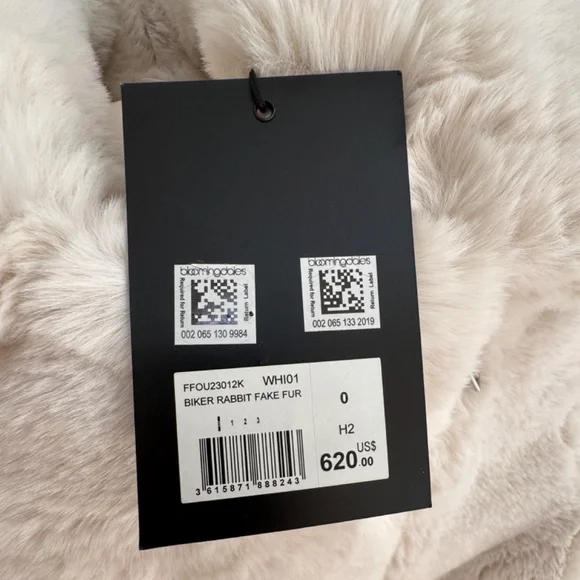 bloomingdales
Required for Return
Return Label
002 065 130 9984
bloomingdales
Required for Return
Return Label
002 065 133 2019
FFOU23012K WHI01
BIKER RABBIT FAKE FUR
1 2 3
3 615871 888243
0
H2
US$
620.00